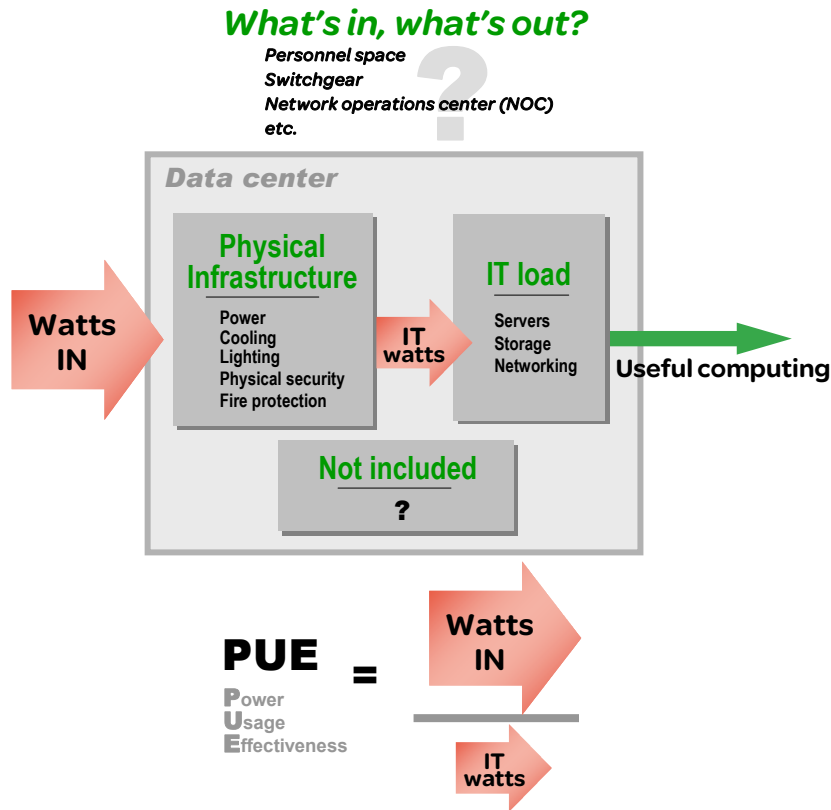 What's in, what's out?
Personnel space
Switchgear
Network operations center (NOC)
etc.
?
Data center
Watts
IN
Physical
Infrastructure
Power
Cooling
Lighting
Physical security
Fire protection
IT
watts
IT load
Servers
Storage
Networking
Useful computing
Not included
?
PUE
Power
Usage
Effectiveness
=
Watts
IN
IT
watts